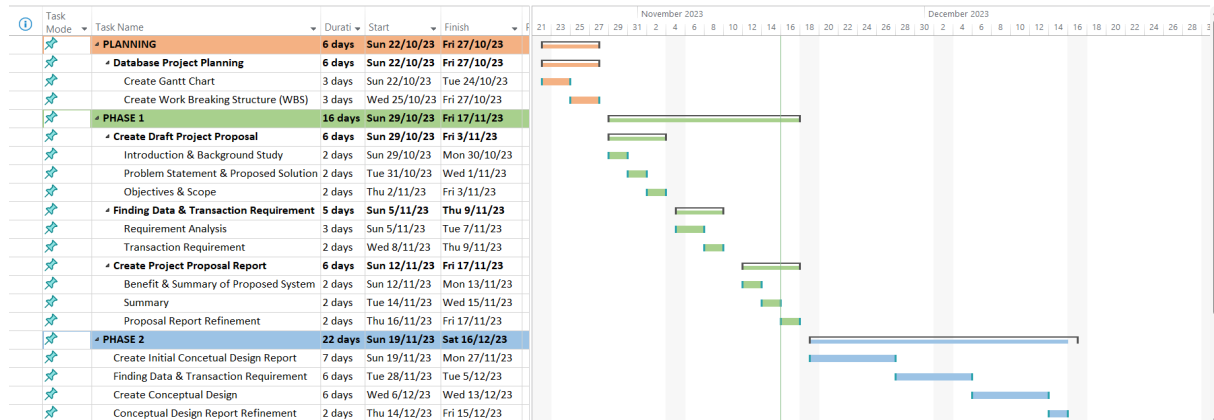 November 2023 December 2023
Task Mode Task Name Durati Start Finish 21 23 25 27 29 31 2 4 6 8 10 12 14 16 18 20 22 24 26 28 30 2 4 6 8 10 12 14 16 18 20 22 24 26 28
PLANNING 6 days Sun 22/10/23 Fri 27/10/23
Database Project Planning 6 days Sun 22/10/23 Fri 27/10/23
Create Gantt Chart 3 days Sun 22/10/23 Tue 24/10/23
Create Work Breaking Structure (WBS) 3 days Wed 25/10/23 Fri 27/10/23
PHASE 1 16 days Sun 29/10/23 Fri 17/11/23
Create Draft Project Proposal 6 days Sun 29/10/23 Fri 3/11/23
Introduction & Background Study 2 days Sun 29/10/23 Mon 30/10/23
Problem Statement & Proposed Solution 2 days Tue 31/10/23 Wed 1/11/23
Objectives & Scope 2 days Thu 2/11/23 Fri 3/11/23
Finding Data & Transaction Requirement 5 days Sun 5/11/23 Thu 9/11/23
Requirement Analysis 3 days Sun 5/11/23 Tue 7/11/23
Transaction Requirement 2 days Wed 8/11/23 Thu 9/11/23
Create Project Proposal Report 6 days Sun 12/11/23 Fri 17/11/23
Benefit & Summary of Proposed System 2 days Sun 12/11/23 Mon 13/11/23
Summary 2 days Tue 14/11/23 Wed 15/11/23
Proposal Report Refinement 2 days Thu 16/11/23 Fri 17/11/23
PHASE 2 22 days Sun 19/11/23 Sat 16/12/23
Create Initial Concetual Design Report 7 days Sun 19/11/23 Mon 27/11/23
Finding Data & Transaction Requirement 6 days Tue 28/11/23 Tue 5/12/23
Create Conceptual Design 6 days Wed 6/12/23 Wed 13/12/23
Conceptual Design Report Refinement 2 days Thu 14/12/23 Fri 15/12/23